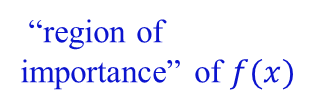 “region of
importance” of 𝑓(𝑥)